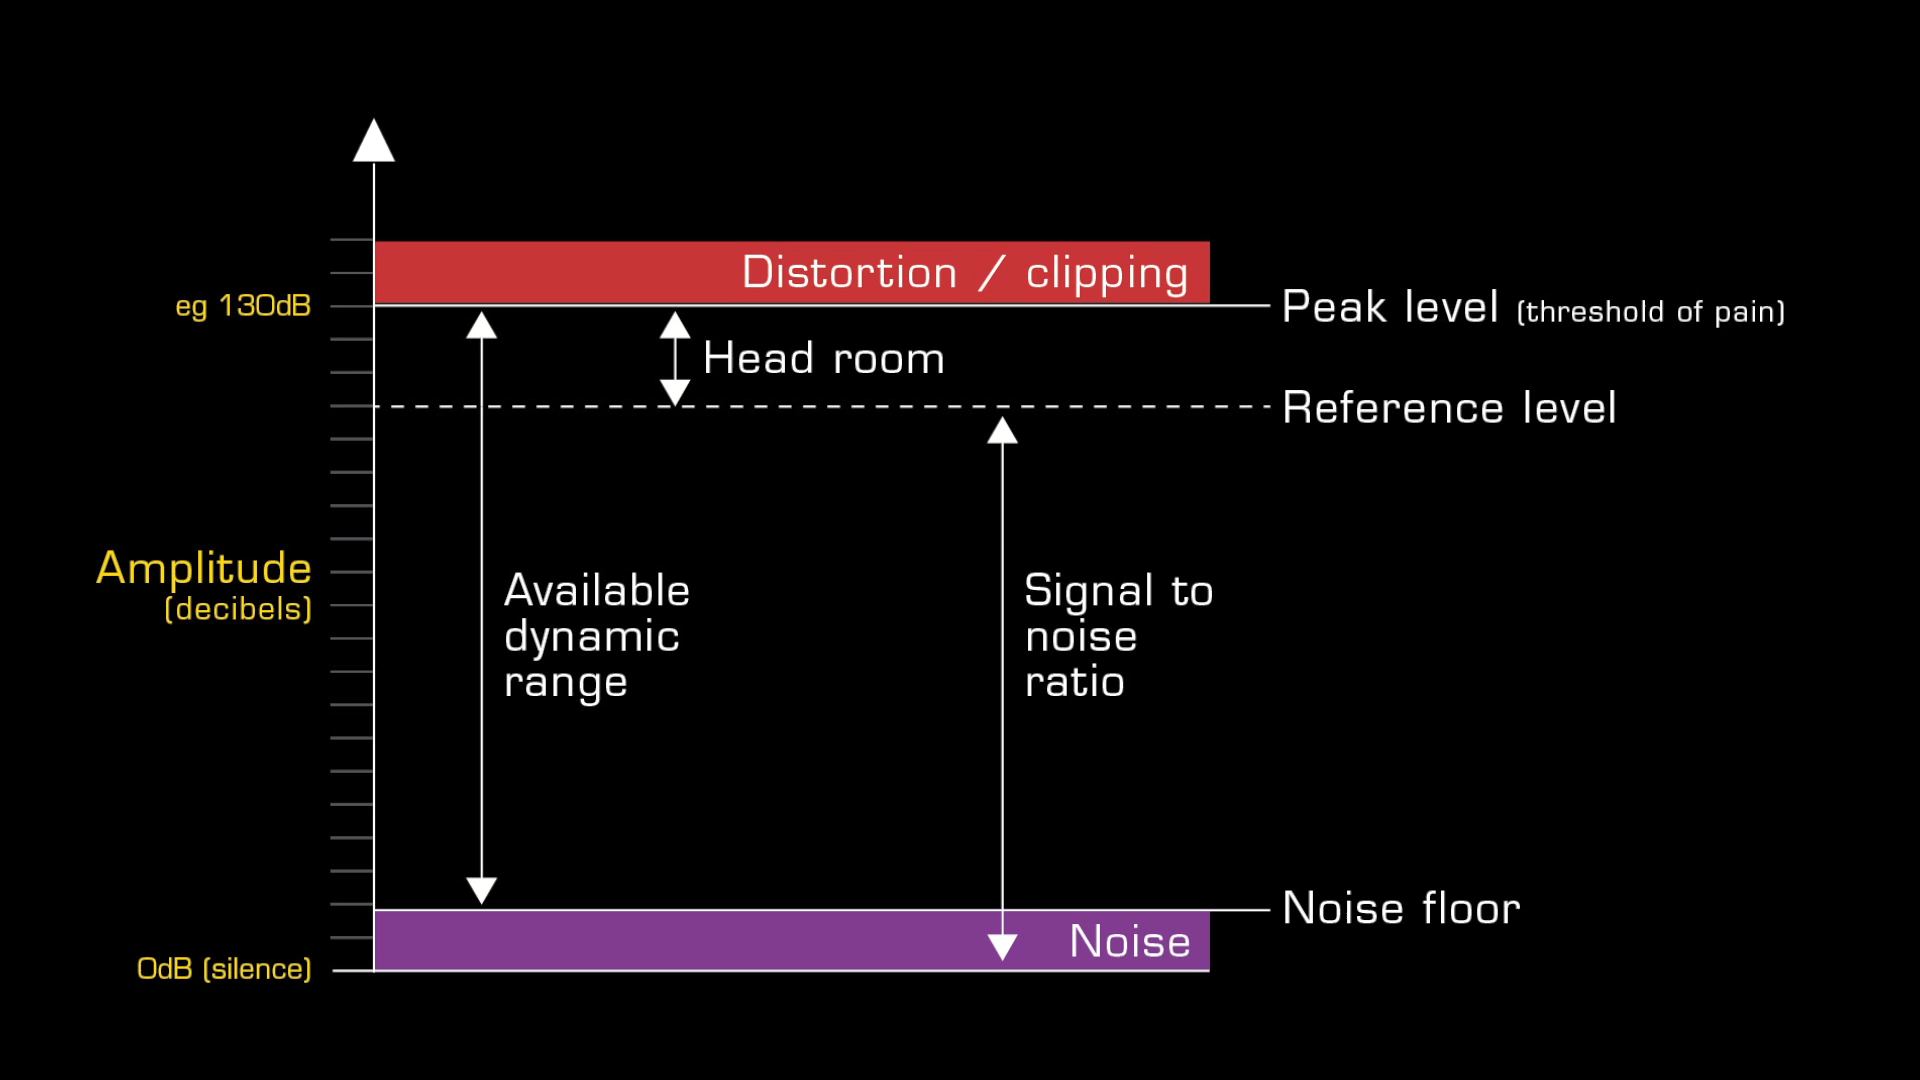 Distortion / clipping
eg 130dB
Peak level (threshold of pain)
Head room
Reference level
Amplitude
(decibels)
Available
dynamic
range
Signal to
noise
ratio
Noise floor
Noise
0dB (silence)